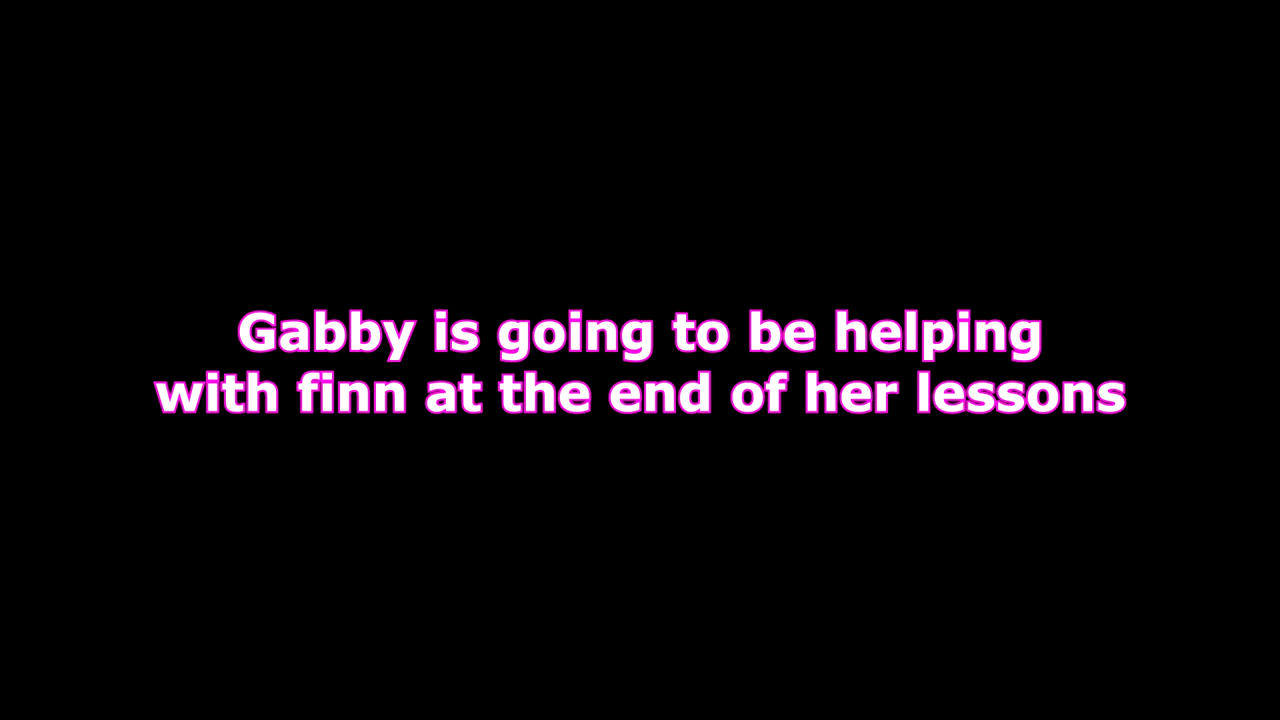 Gabby is going to be helping
with finn at the end of her lessons